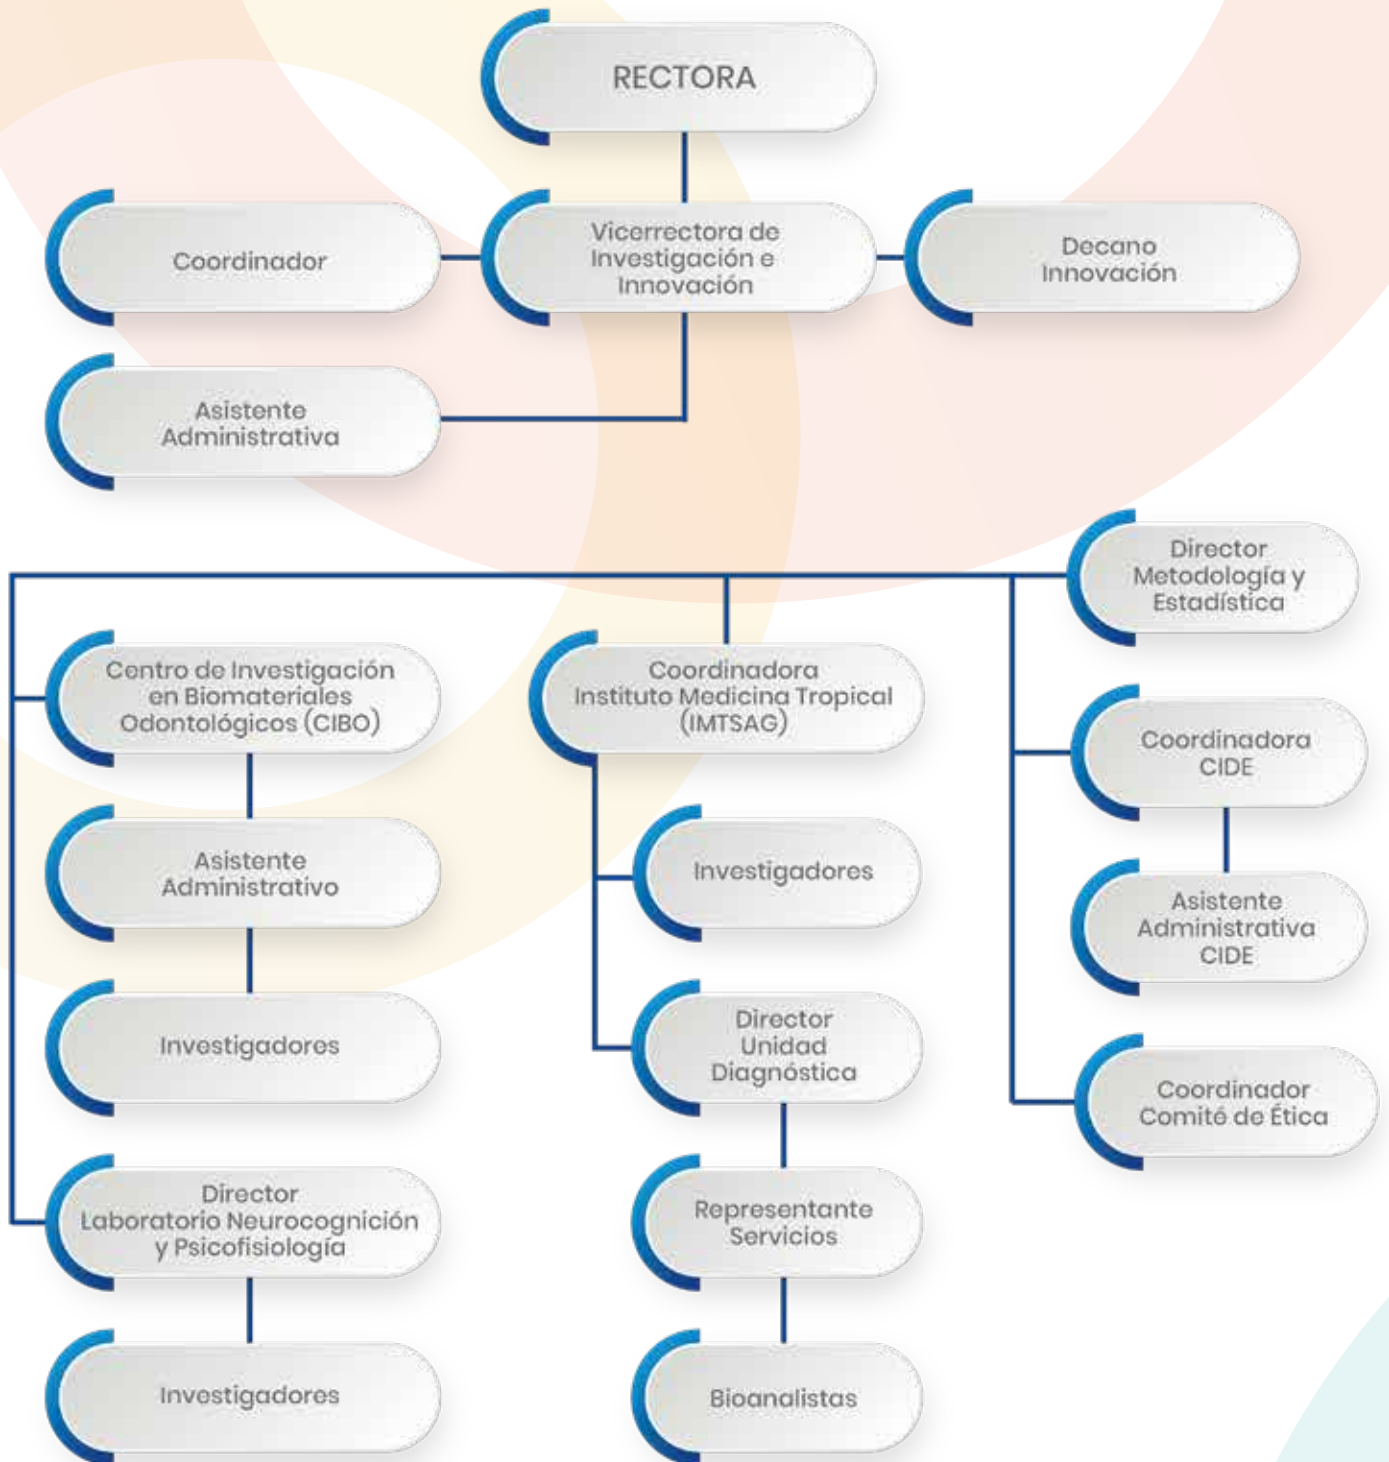 RECTORA
Coordinador
Vicerrectora de
Investigación e
Innovación
Decano
Innovación
Asistente
Administrativa
Director
Metodología y
Estadística
Centro de Investigación
en Biomateriales
Odontológicos (CIBO)
Coordinadora
Instituto Medicina Tropical
(IMTSAG)
Coordinadora
CIDE
Asistente
Administrativo
Investigadores
Asistente
Administrativa
CIDE
Investigadores
Director
Unidad
Diagnóstica
Coordinador
Comité de Ética
Director
Laboratorio Neurocognición
y Psicofisiología
Representante
Servicios
Investigadores
Bioanalistas